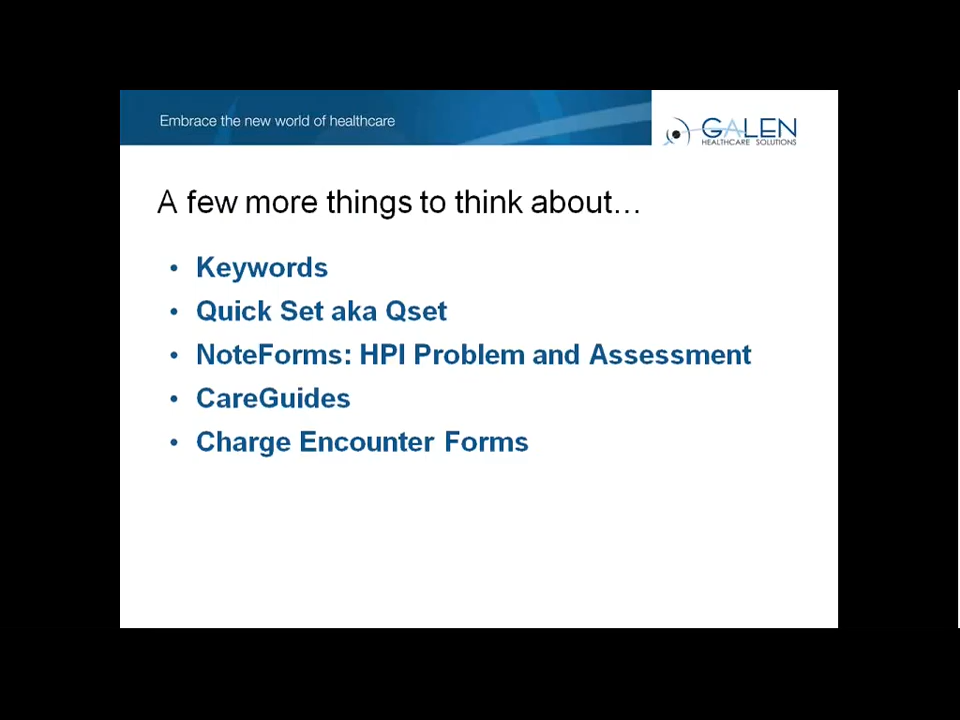 Embrace the new world of healthcare
GALEN
HEALTHCARE SOLUTIONS
A few more things to think about…
• Keywords
• Quick Set aka Qset
• NoteForms: HPI Problem and Assessment
• CareGuides
• Charge Encounter Forms